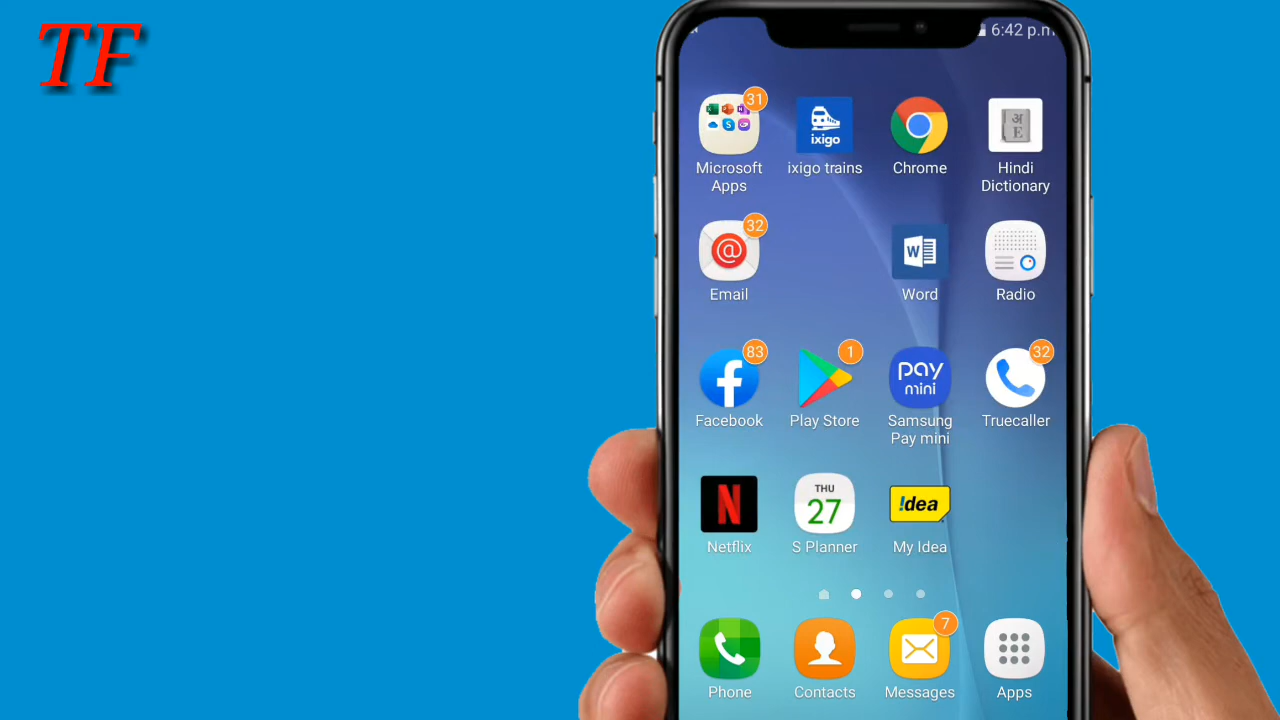 TF
6:42 p.m
31
Microsoft Apps
ixigo
ixigo trains
Chrome
अ
E
Hindi Dictionary
32
@
Email
W
Word
Radio
83
f
Facebook
1
Play Store
pay
mini
Samsung Pay mini
32
Truecaller
N
Netflix
THU
27
S Planner
!dea
My Idea
Phone
Contacts
7
Messages
Apps